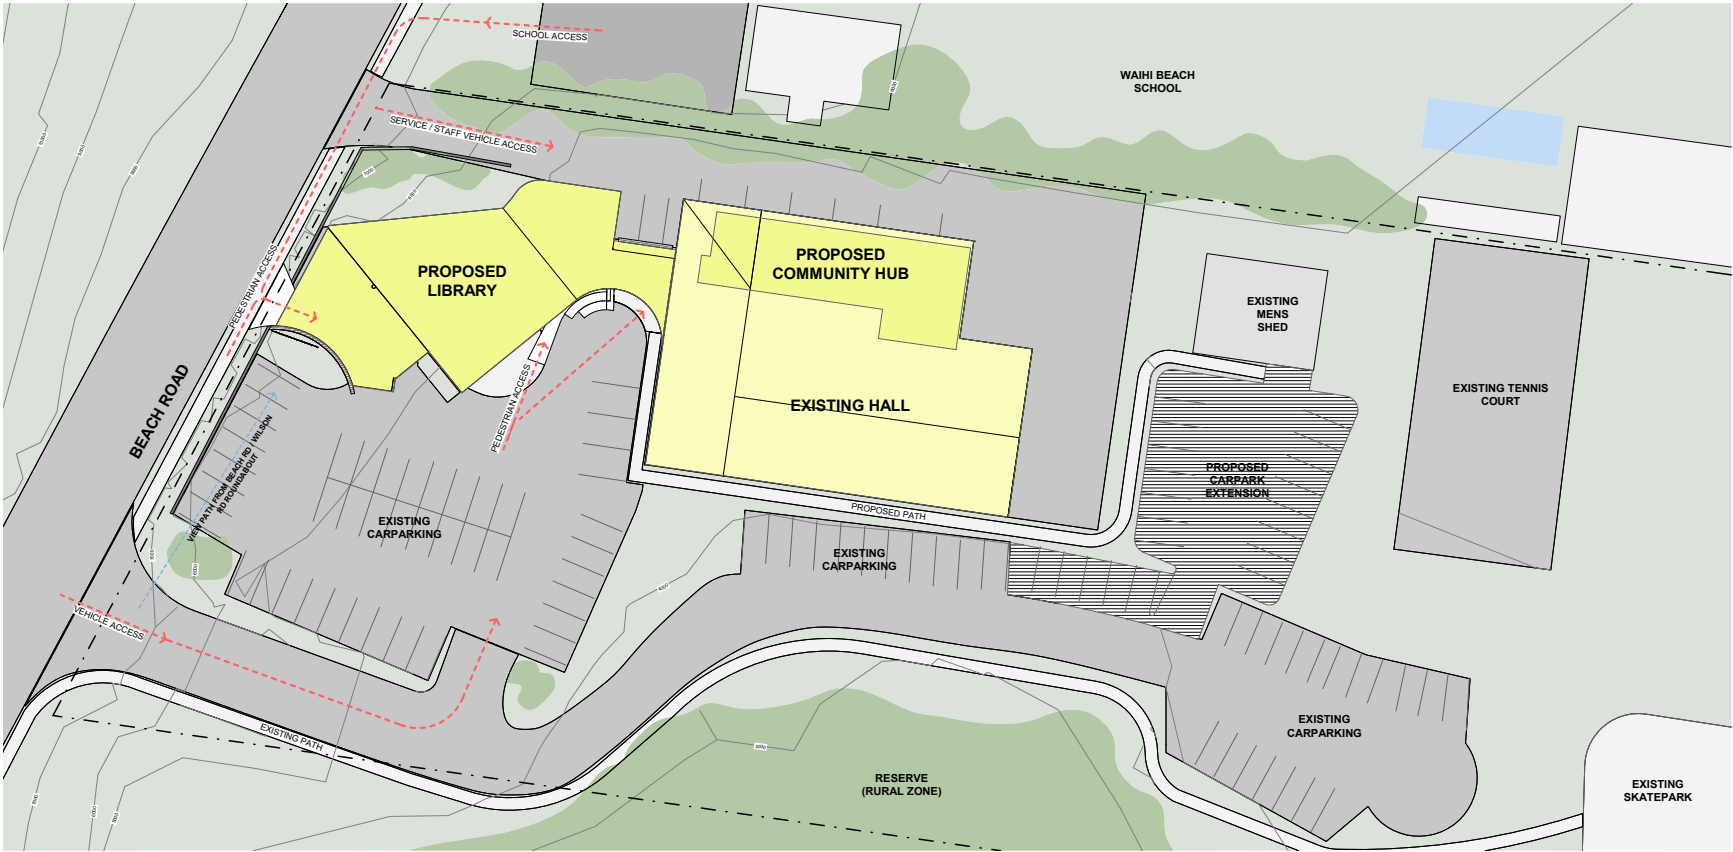 SCHOOL ACCESS
WAIHI BEACH
SCHOOL
SERVICE / STAFF VEHICLE ACCESS
PEDESTRIAN ACCESS
PROPOSED
LIBRARY
PROPOSED
COMMUNITY HUB
EXISTING
MENS
SHED
EXISTING TENNIS
COURT
BEACH ROAD
PEDESTRIAN ACCESS
EXISTING HALL
VIEW PATH FROM BEACH RD / WILSON
RD ROUNDABOUT
PROPOSED
CARPARK
EXTENSION
EXISTING
CARPARKING
PROPOSED PATH
EXISTING
CARPARKING
VEHICLE ACCESS
EXISTING PATH
EXISTING
CARPARKING
RESERVE
(RURAL ZONE)
EXISTING
SKATEPARK